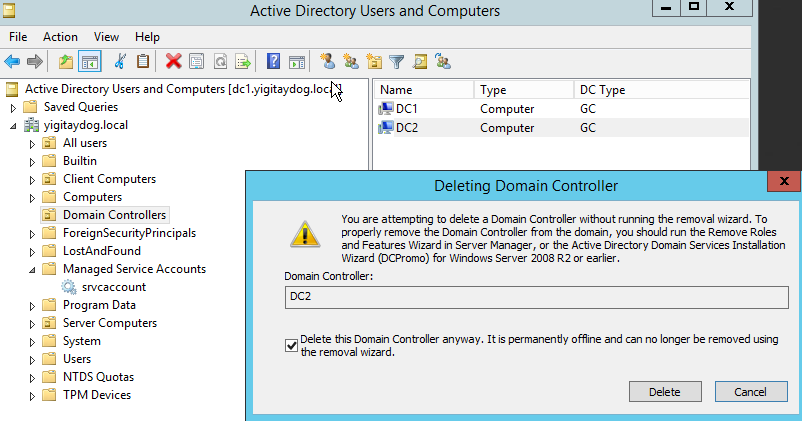 Active Directory Users and Computers
File Action View Help
Active Directory Users and Computers [dc1.yigitaydog.local]
Saved Queries
yigitaydog.local
All users
Builtin
Client Computers
Computers
Domain Controllers
ForeignSecurityPrincipals
LostAndFound
Managed Service Accounts
srvcaccount
Program Data
Server Computers
System
Users
NTDS Quotas
TPM Devices
Name Type DC Type
DC1 Computer GC
DC2 Computer GC
Deleting Domain Controller
You are attempting to delete a Domain Controller without running the removal wizard. To
properly remove the Domain Controller from the domain, you should run the Remove Roles
and Features Wizard in Server Manager, or the Active Directory Domain Services Installation
Wizard (DCPromo) for Windows Server 2008 R2 or earlier.
Domain Controller:
DC2
Delete this Domain Controller anyway. It is permanently offline and can no longer be removed using
the removal wizard.
Delete Cancel